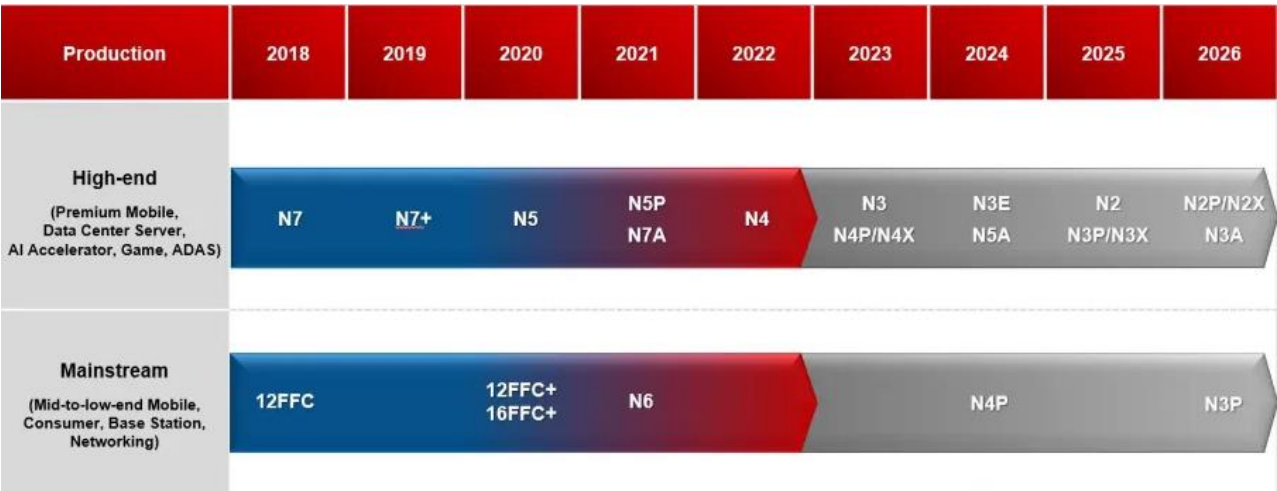 Production 2018 2019 2020 2021 2022 2023 2024 2025 2026
High-end
(Premium Mobile,
Data Center Server,
AI Accelerator, Game, ADAS)
N7 N7+ N5 N5P N4 N3 N3E N2 N2P/N2X
N7A N4P/N4X N5A N3P/N3X N3A
Mainstream
(Mid-to-low-end Mobile,
Consumer, Base Station,
Networking)
12FFC 12FFC+ N6 N4P N3P
16FFC+